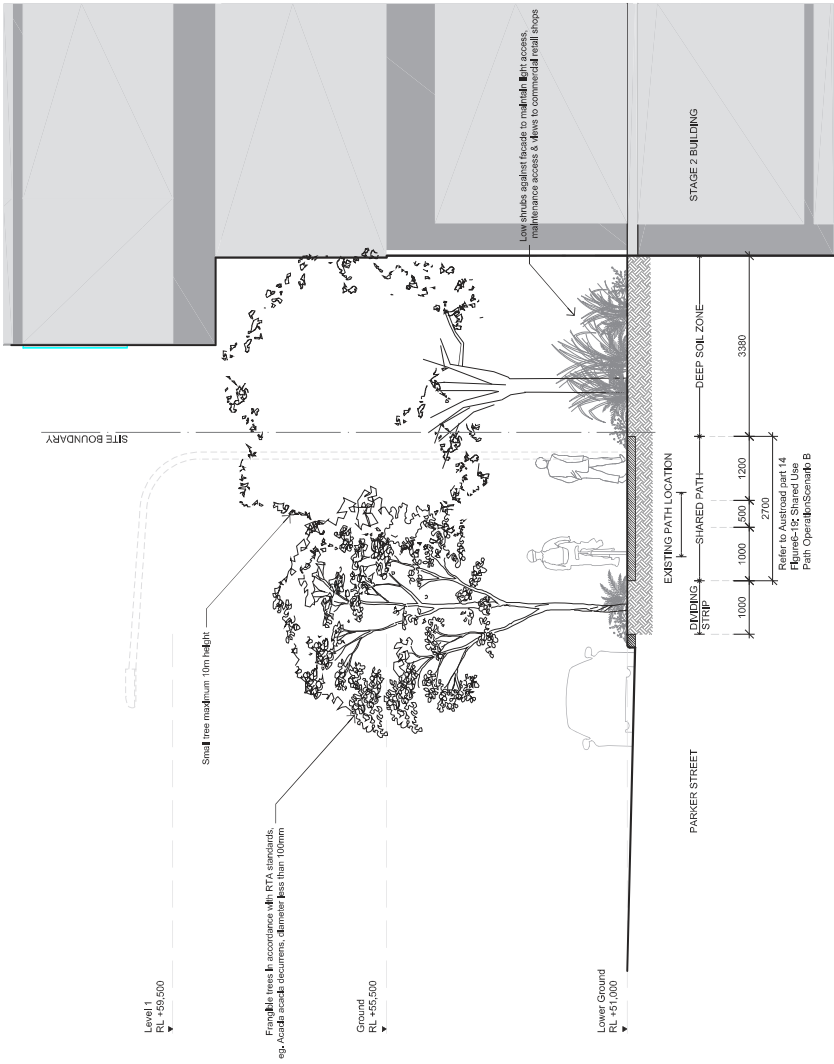 Level 1
RL +59,500
Ground
RL +55,500
Lower Ground
RL +51,000
Frangible trees in accordance with RTA standards,
eg. Acacia acacia decurrens, diameter less than 100mm
Small tree maximum 10m height
SITE BOUNDARY
Low shrubs against facade to maintain light access,
maintenance access & views to commercial retail shops
EXISTING PATH LOCATION
PARKER STREET
DIVIDING
STRIP
SHARED PATH
DEEP SOIL ZONE
STAGE 2 BUILDING
1000
1000
500
1200
3380
2700
Refer to Austroad part 14
Figure6-19: Shared Use
Path OperationScenario B